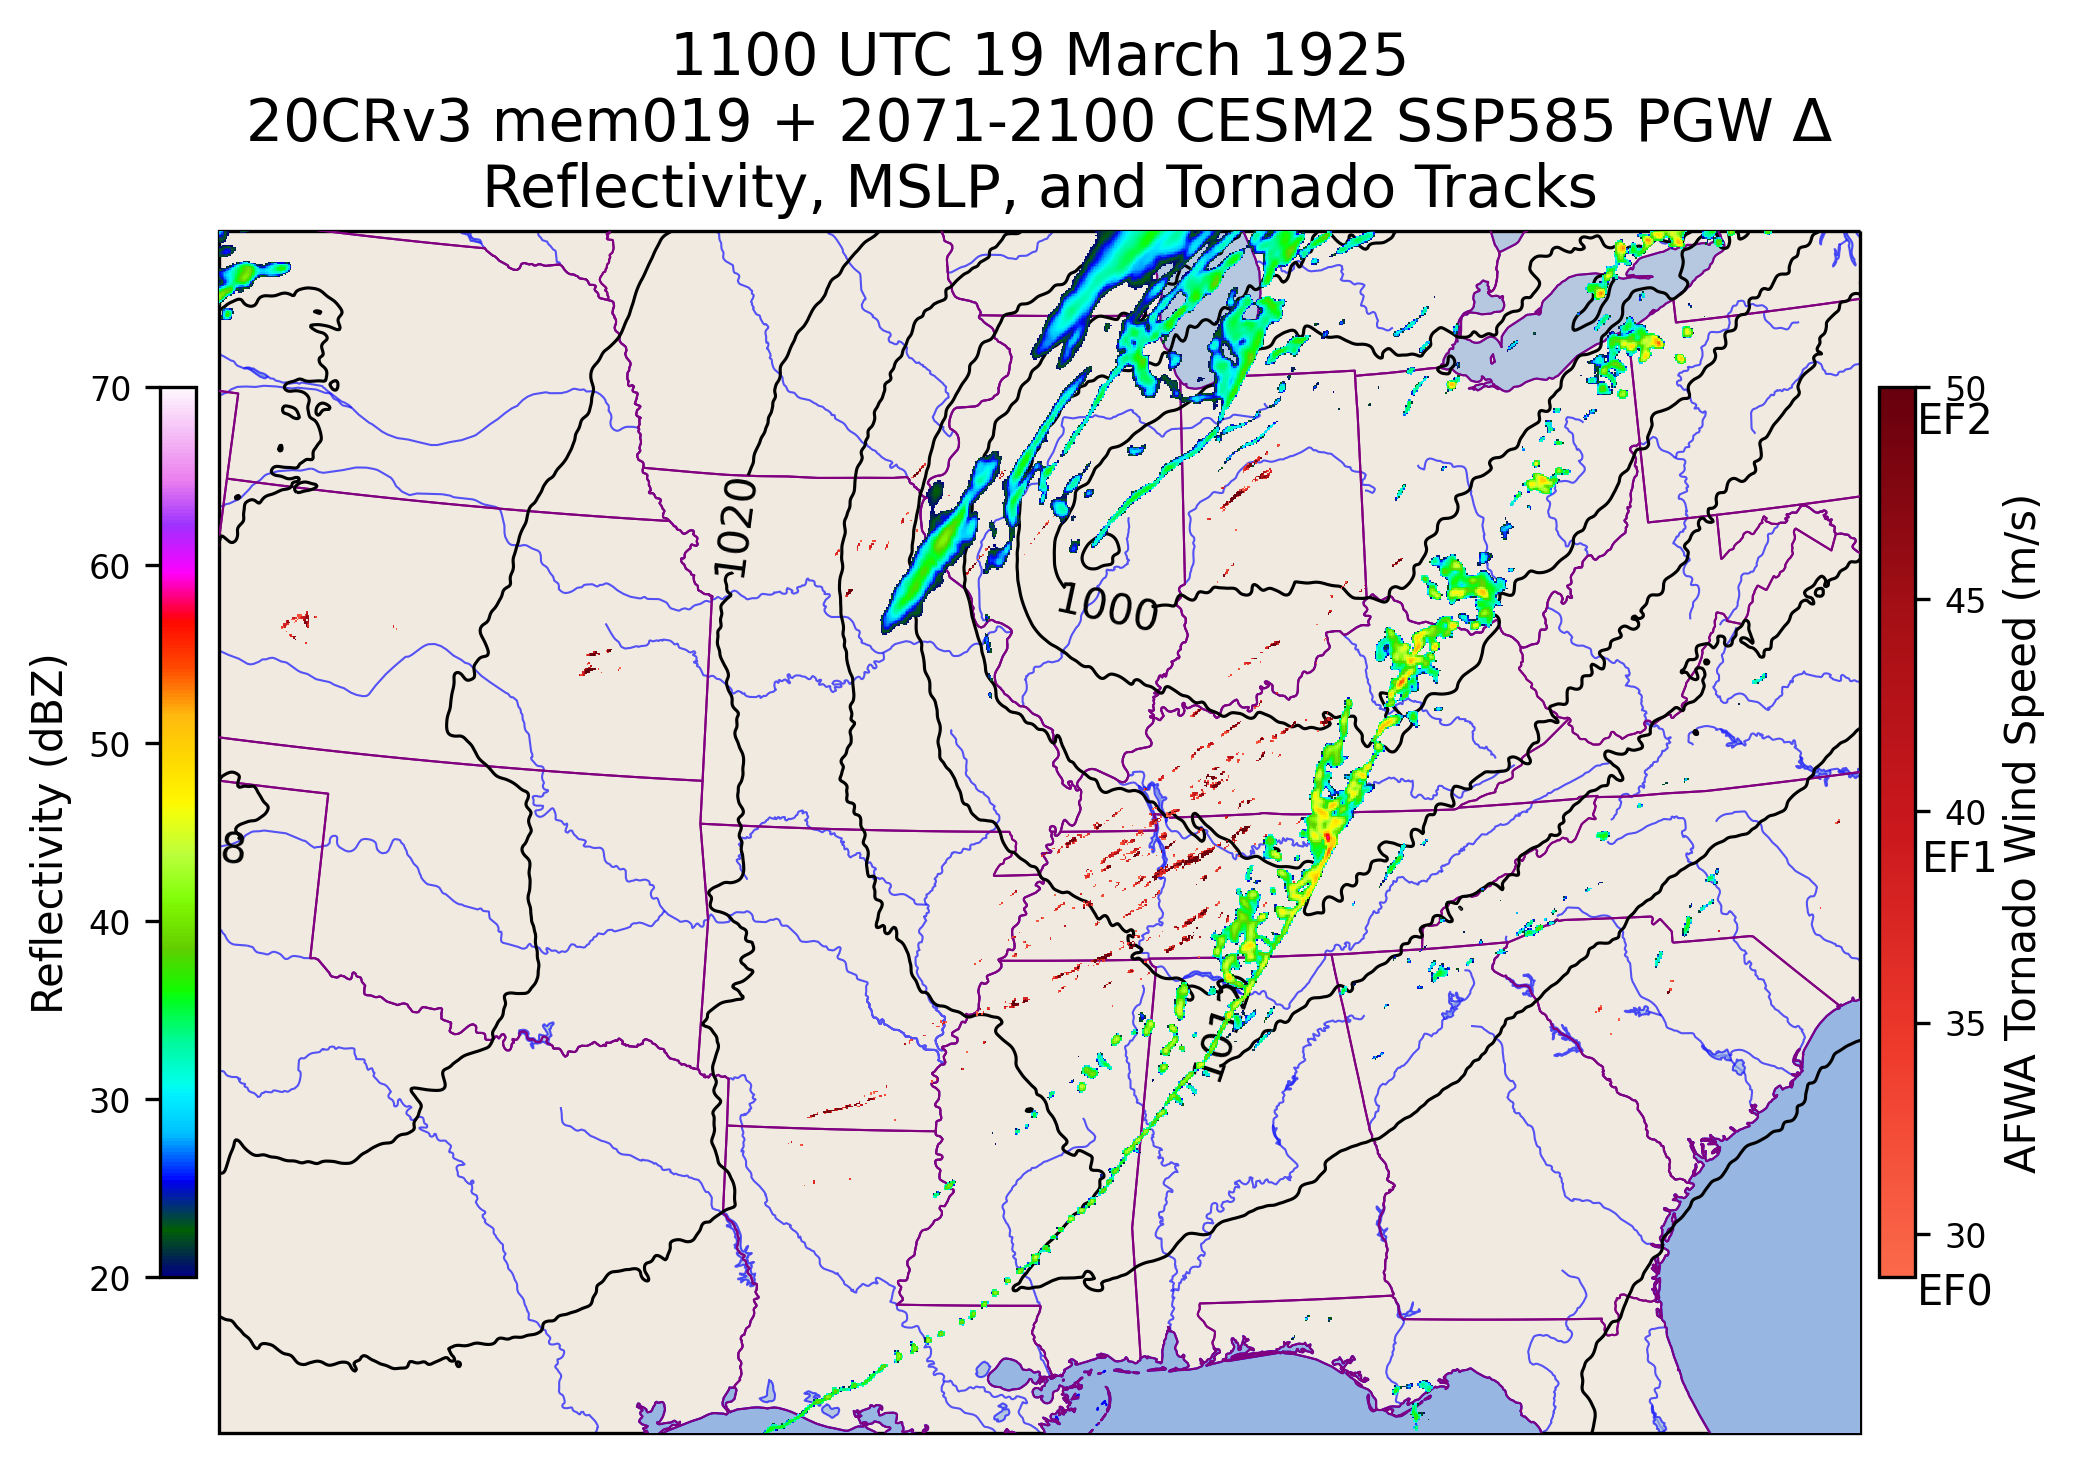 1100 UTC 19 March 1925
20CRv3 mem019 + 2071-2100 CESM2 SSP585 PGW Δ
Reflectivity, MSLP, and Tornado Tracks
Reflectivity (dBZ)
70
60
50
40
30
20
1020
1000
8
50
EF2
45
40
EF1
35
30
EF0
AFWA Tornado Wind Speed (m/s)